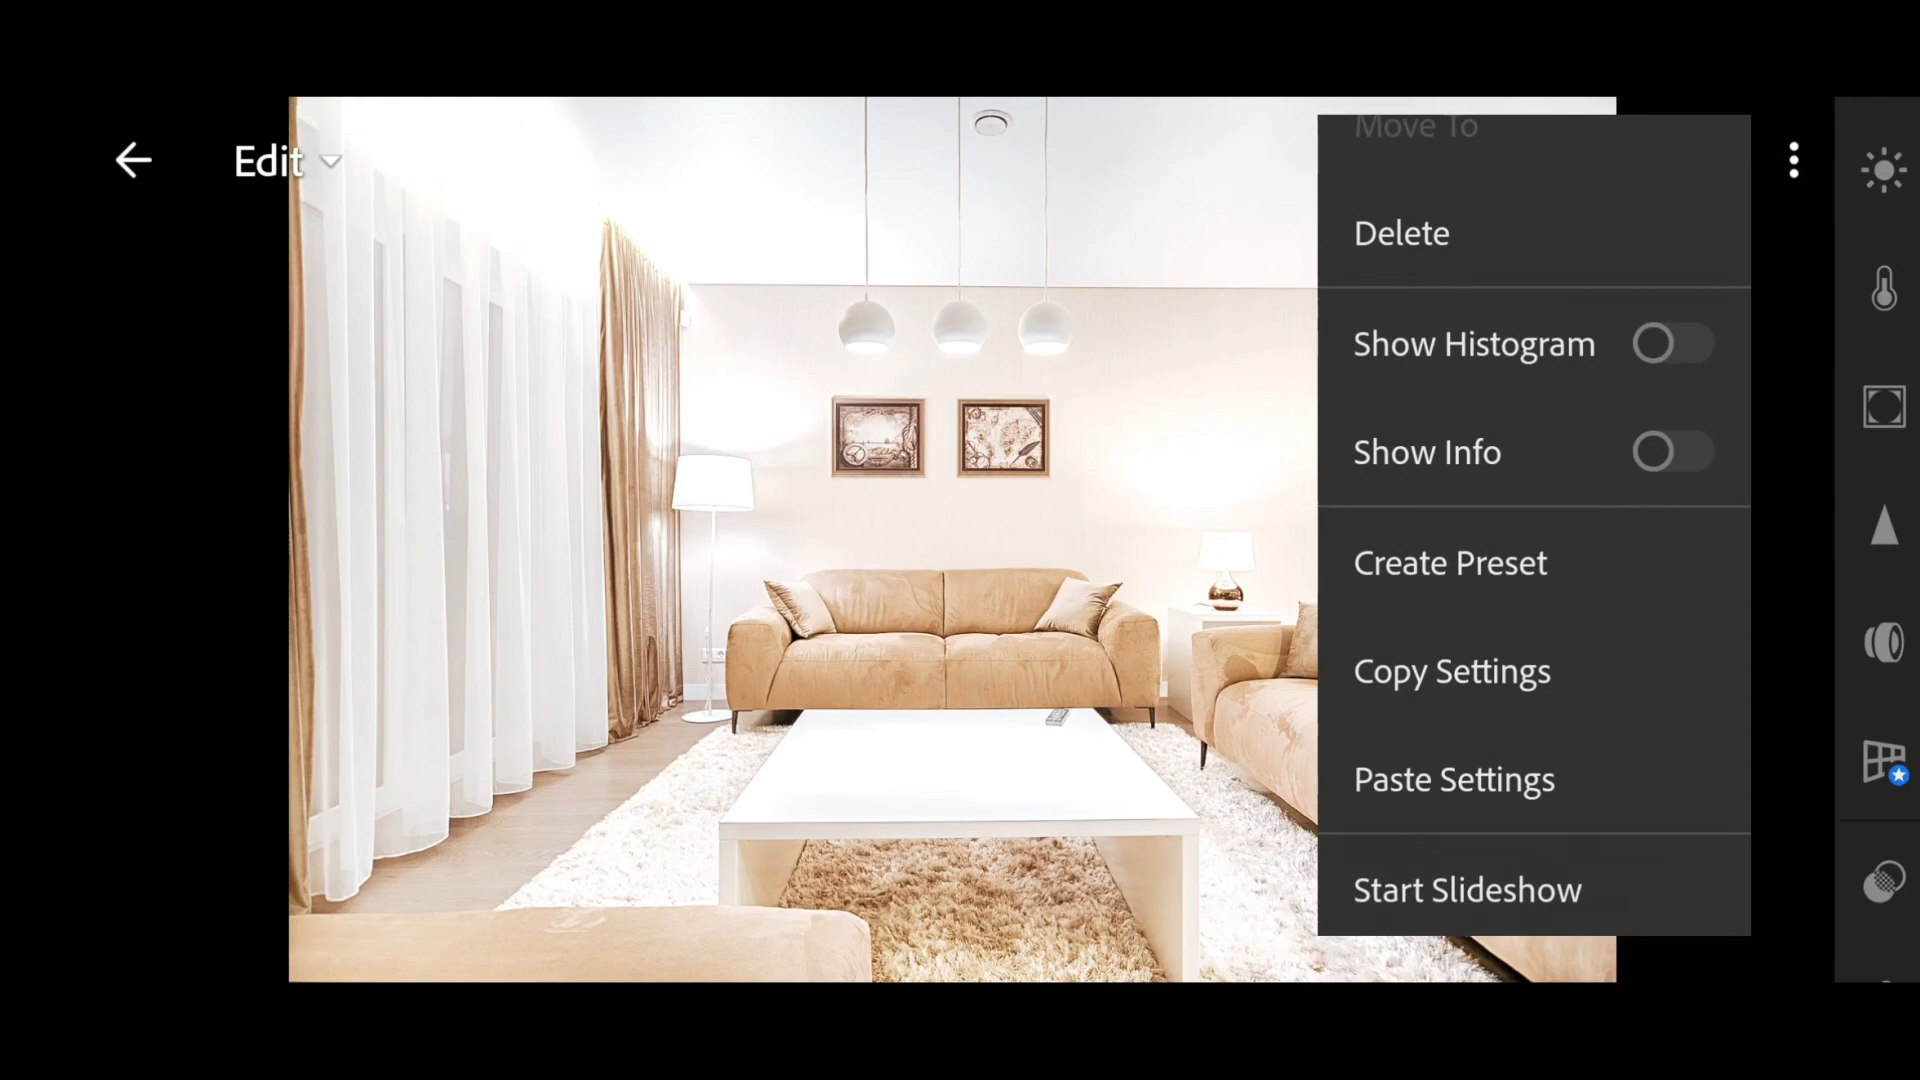 Edit
Move To
Delete
Show Histogram
Show Info
Create Preset
Copy Settings
Paste Settings
Start Slideshow